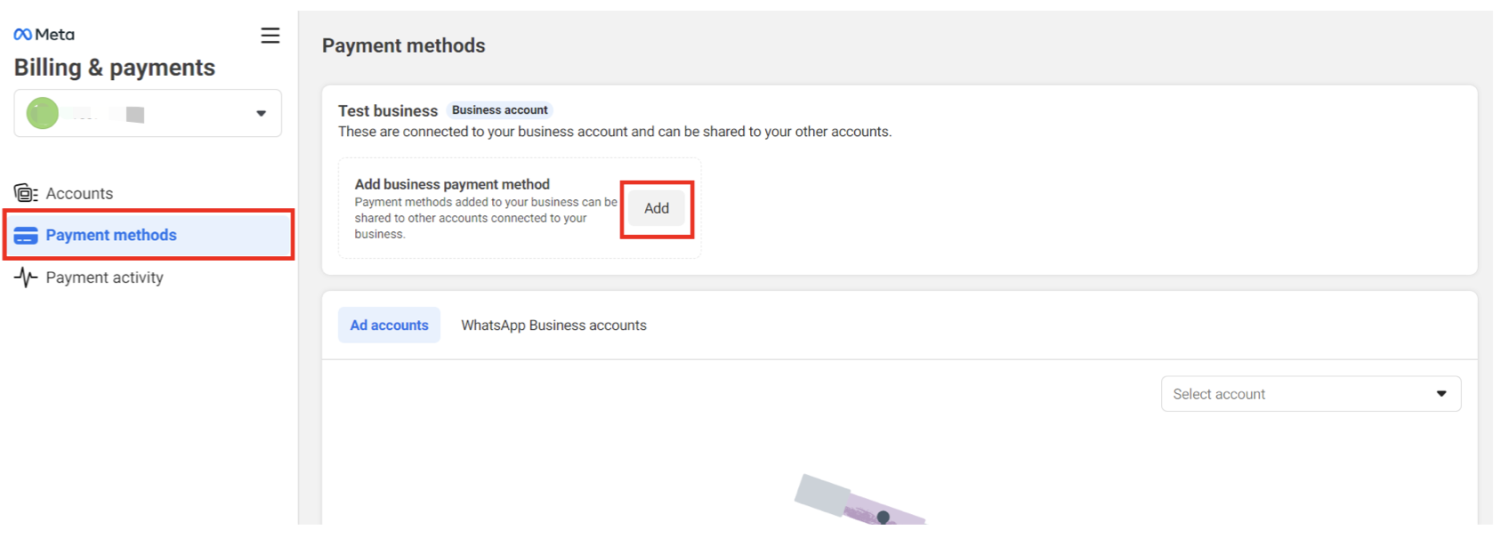 Meta
Billing & payments
Accounts
Payment methods
Payment activity
Payment methods
Test business Business account
These are connected to your business account and can be shared to your other accounts.
Add business payment method
Payment methods added to your business can be
shared to other accounts connected to your
business.
Add
Ad accounts WhatsApp Business accounts
Select account